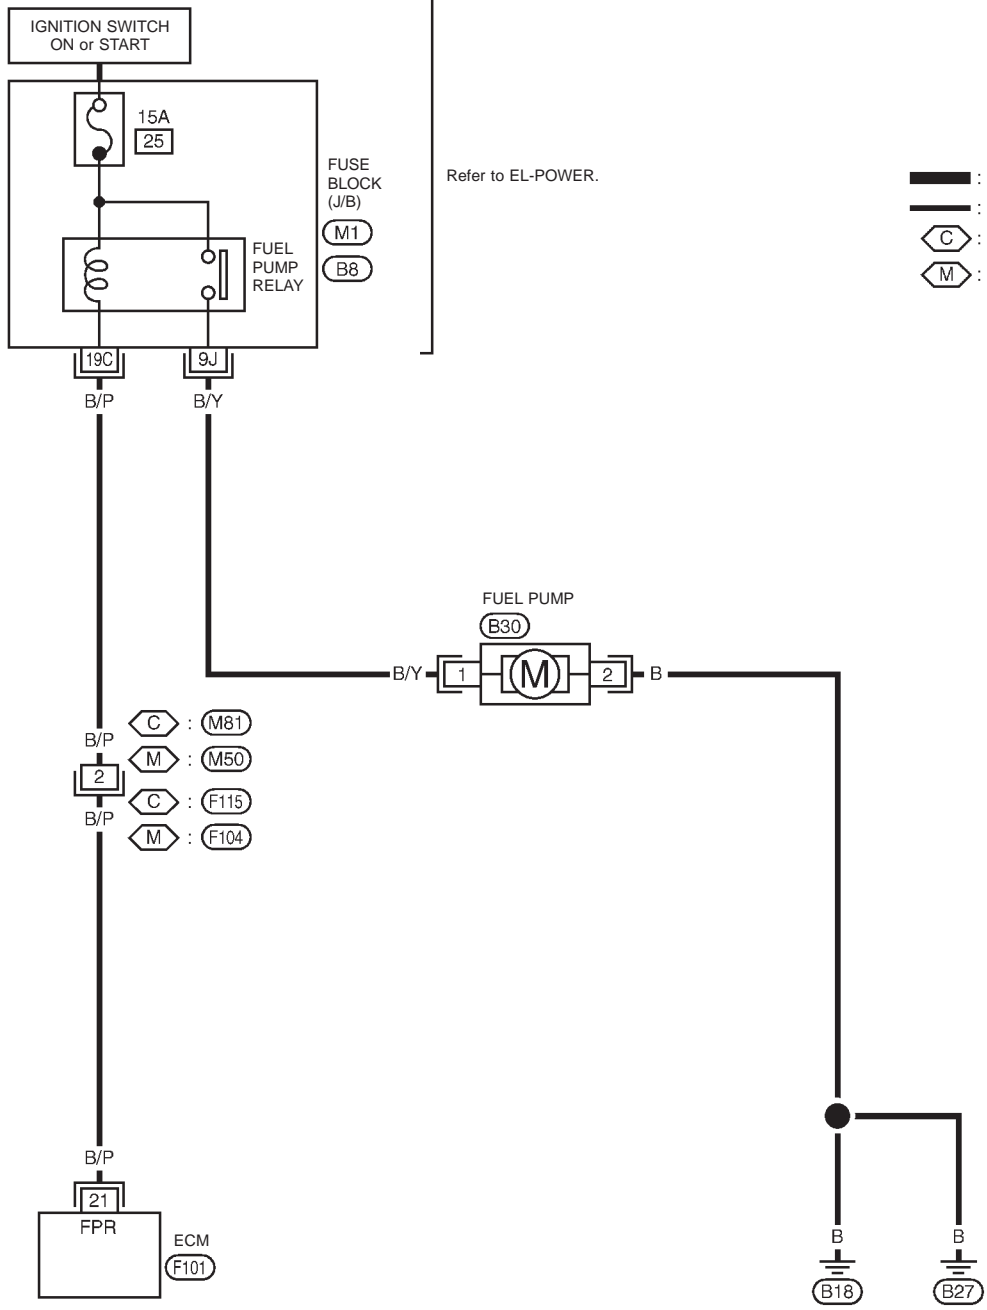 IGNITION SWITCH
ON or START
15A
25
FUSE
BLOCK
(J/B)
M1
B8
Refer to EL-POWER.
:
:
C :
M :
FUEL
PUMP
RELAY
19C
9J
B/P
B/Y
FUEL PUMP
B30
B/Y
1
M
2
B
B/P
C : M81
M : M50
2
C : F115
B/P
M : F104
B/P
21
FPR
ECM
F101
B
B
B18
B27